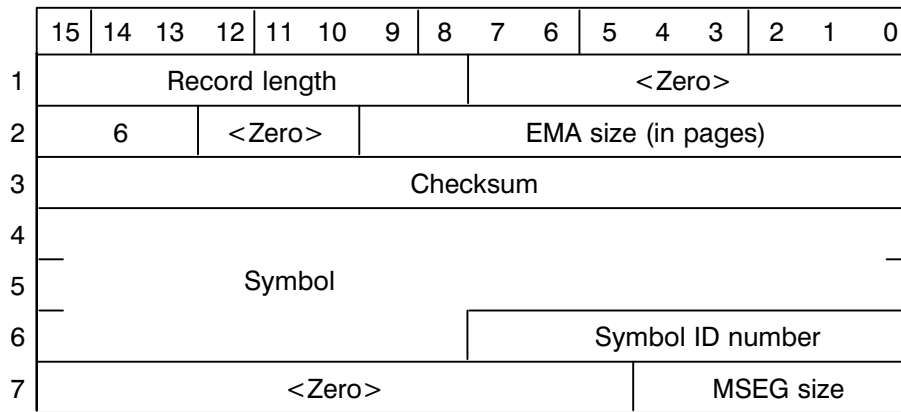 15 14 13 12 11 10 9 8 7 6 5 4 3 2 1 0
1 Record length <Zero>
2 6 <Zero> EMA size (in pages)
3 Checksum
4
5 Symbol
6 Symbol ID number
7 <Zero> MSEG size